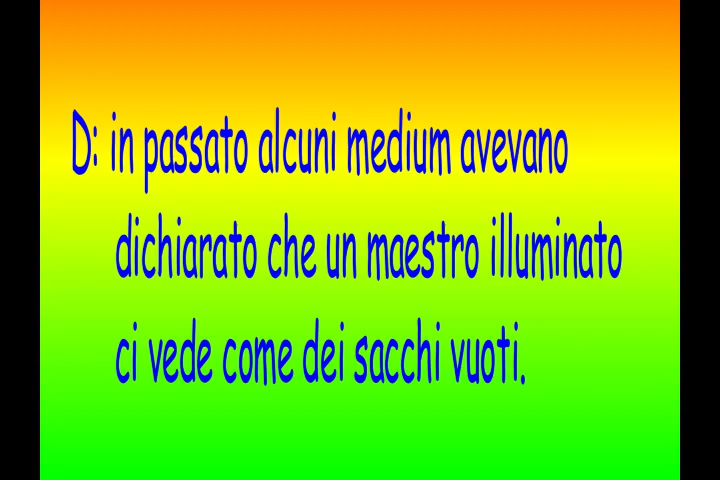 D: in passato alcuni medium avevano
dichiarato che un maestro illuminato
ci vede come dei sacchi vuoti.